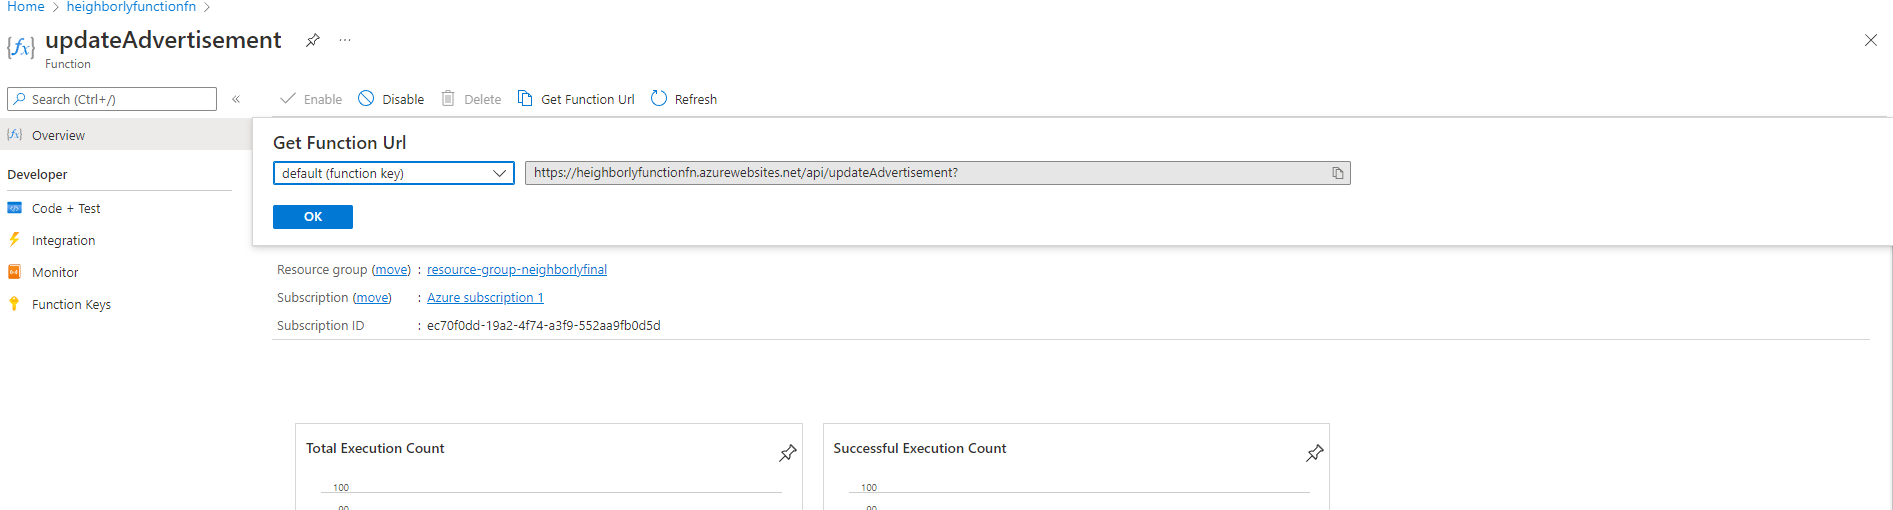 Home > heighborlyfunctionfn >
updateAdvertisement ...
Function
Search (Ctrl+/) «
Enable Disable Delete Get Function Url Refresh
Overview
Developer
Code + Test
Integration
Monitor
Function Keys
Get Function Url
default (function key) https://heighborlyfunctionfn.azurewebsites.net/api/updateAdvertisement?
OK
Resource group (move) : resource-group-neighborlyfinal
Subscription (move) : Azure subscription 1
Subscription ID : ec70f0dd-19a2-4f74-a3f9-552aa9fb0d5d
Total Execution Count
100
90
Successful Execution Count
100
90